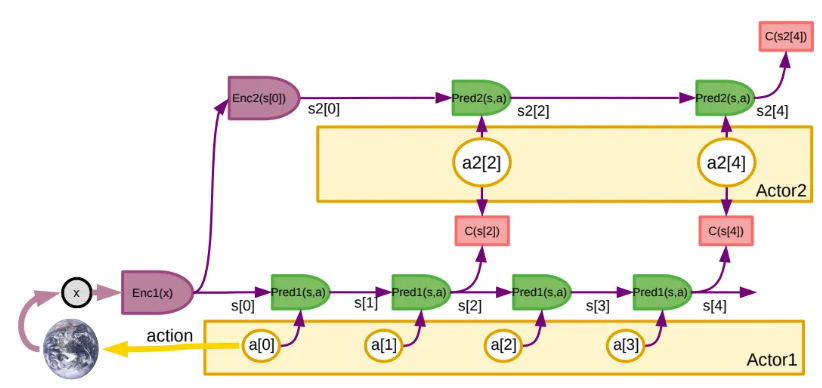 C(s2[4])
Enc2(s[0])
s2[0]
Pred2(s,a)
s2[2]
Pred2(s,a)
s2[4]
a2[2]
a2[4]
Actor2
C(s[2])
C(s[4])
x
Enc1(x)
s[0]
Pred1(s,a)
s[1]
Pred1(s,a)
s[2]
Pred1(s,a)
s[3]
Pred1(s,a)
s[4]
action
a[0]
a[1]
a[2]
a[3]
Actor1